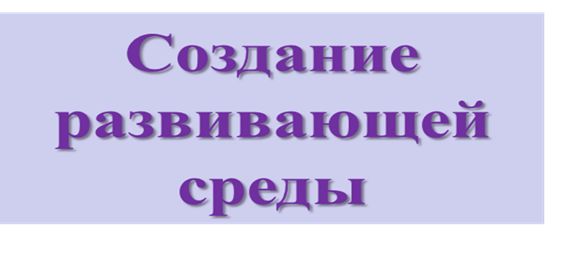 Создание
развивающей
среды